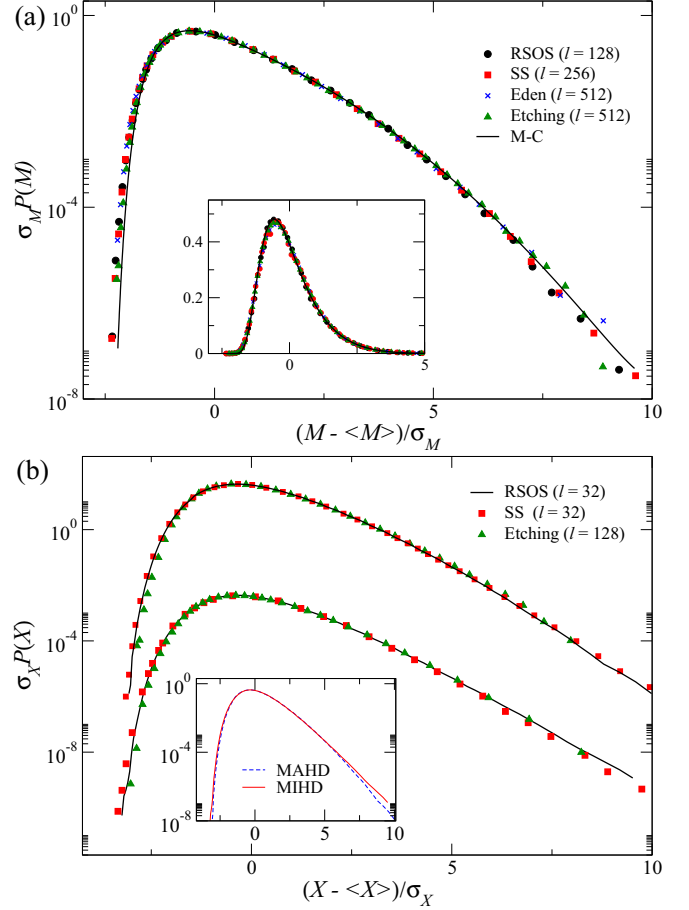 (a)
10^0
RSOS (l = 128)
SS (l = 256)
Eden (l = 512)
Etching (l = 512)
M-C
σ_M P(M)
10^-4
0.4
0.2
0
0
5
10^-8
0
5
10
(M - <M>)/σ_M
(b)
RSOS (l = 32)
SS (l = 32)
Etching (l = 128)
10^0
σ_X P(X)
10^-4
10^0
10^-4
MAHD
MIHD
10^-8
10^-8
0
5
10
0
5
10
(X - <X>)/σ_X